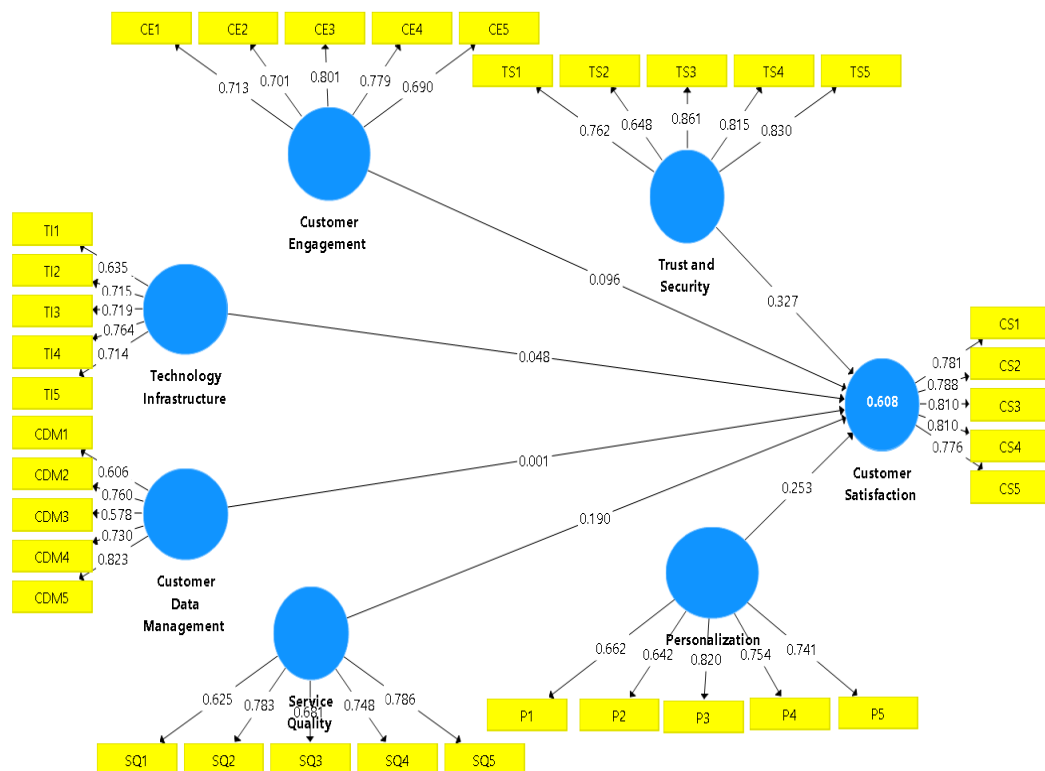 CE1 CE2 CE3 CE4 CE5
0.713 0.701 0.801 0.779 0.690
Customer
Engagement
TS1 TS2 TS3 TS4 TS5
0.762 0.648 0.861 0.815 0.830
Trust and
Security
TI1
TI2
TI3
TI4
TI5
0.635
0.715
0.719
0.764
0.714
Technology
Infrastructure
CDM1
CDM2
CDM3
CDM4
CDM5
0.606
0.760
0.578
0.730
0.823
Customer
Data
Management
0.096
0.327
0.048
0.001
0.190
0.253
0.608
Customer
Satisfaction
0.781
0.788
0.810
0.810
0.776
CS1
CS2
CS3
CS4
CS5
Service
Quality
0.625 0.783 0.681 0.748 0.786
SQ1 SQ2 SQ3 SQ4 SQ5
Personalization
0.662 0.642 0.820 0.754 0.741
P1 P2 P3 P4 P5